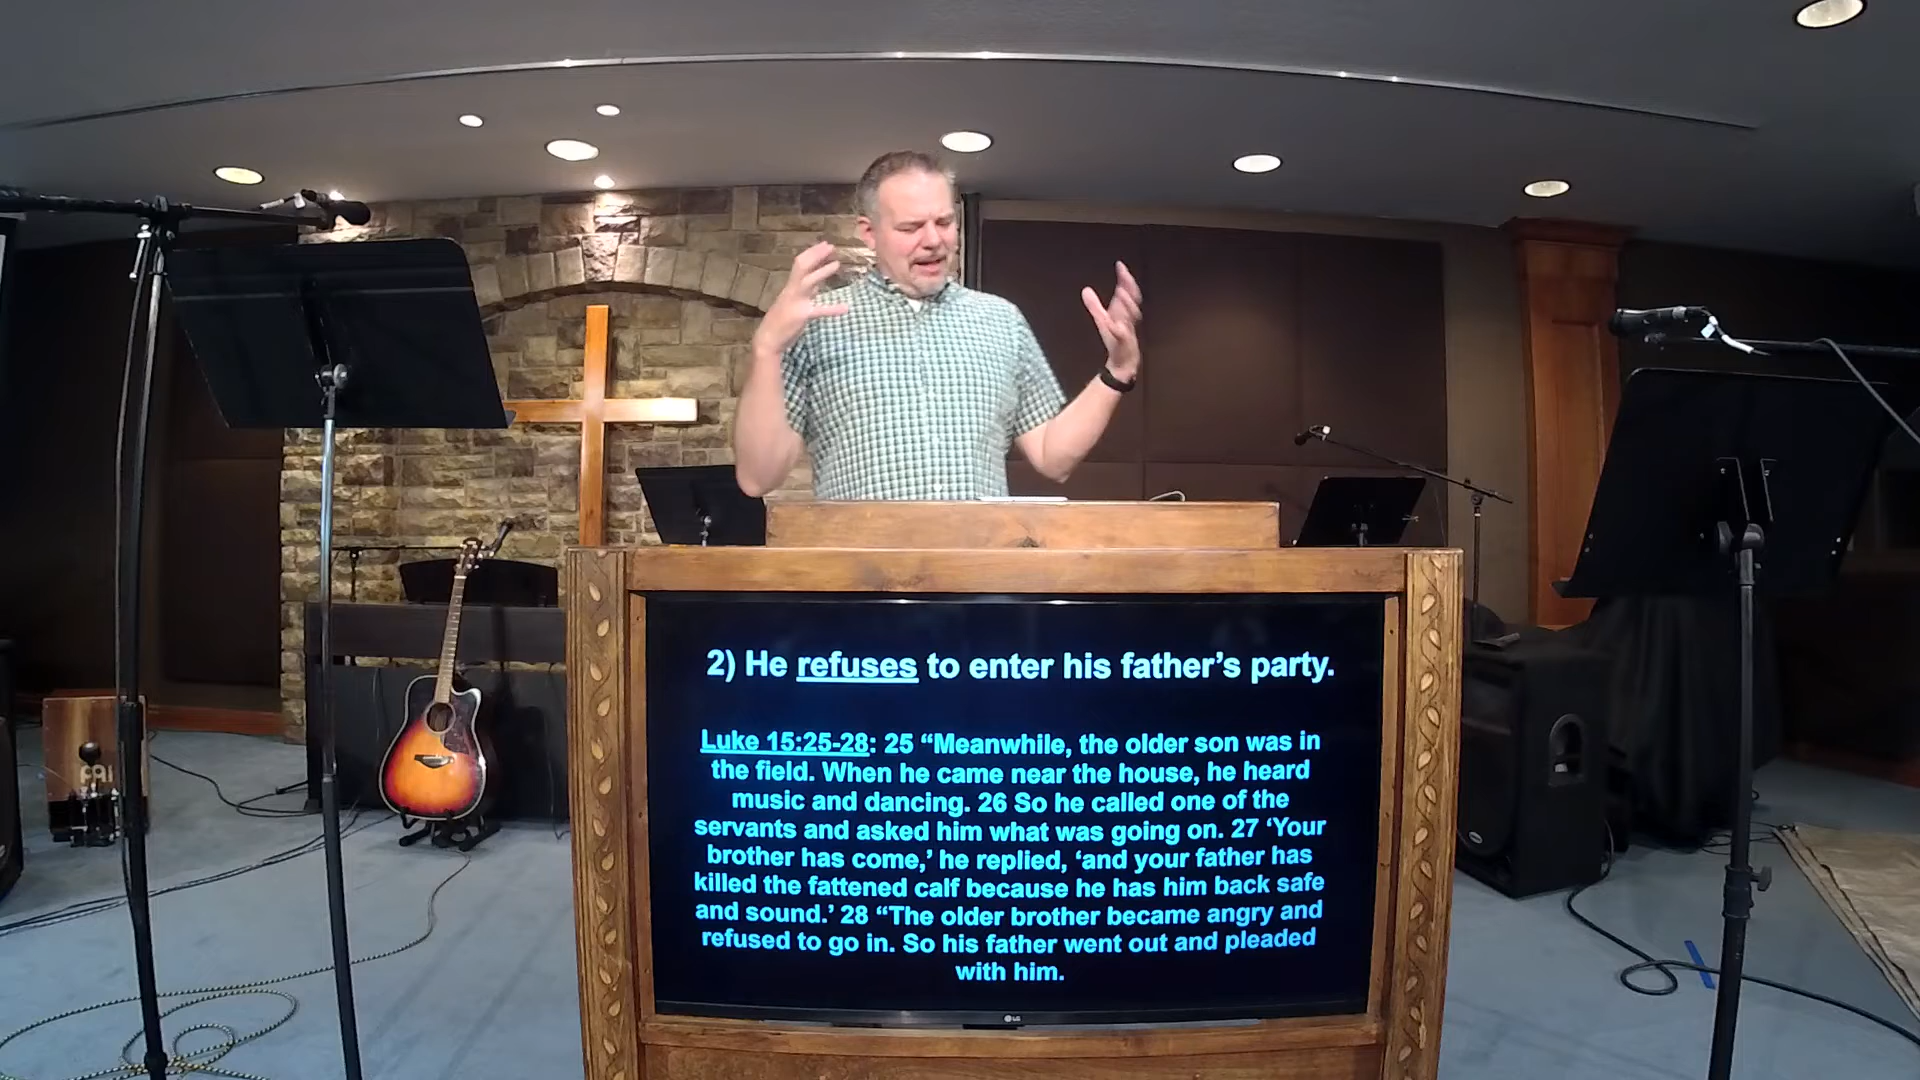 2) He refuses to enter his father’s party.
Luke 15:25-28: 25 “Meanwhile, the older son was in
the field. When he came near the house, he heard
music and dancing. 26 So he called one of the
servants and asked him what was going on. 27 ‘Your
brother has come,’ he replied, ‘and your father has
killed the fattened calf because he has him back safe
and sound.’ 28 “The older brother became angry and
refused to go in. So his father went out and pleaded
with him.
LG